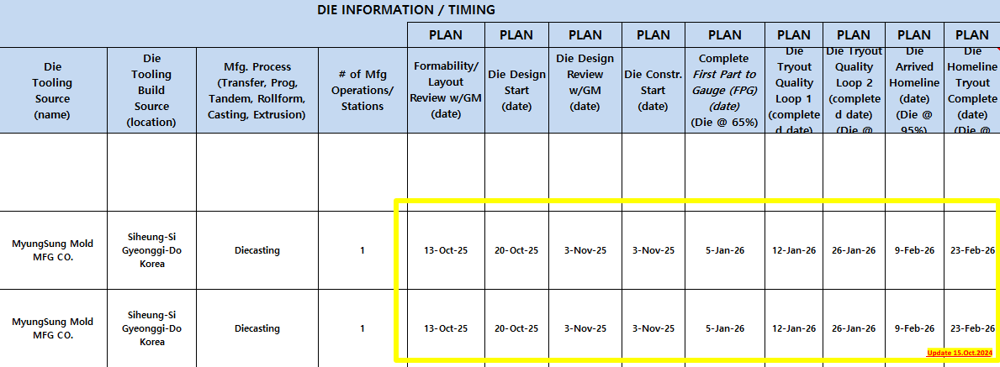 DIE INFORMATION / TIMING
PLAN PLAN PLAN PLAN PLAN PLAN PLAN PLAN PLAN
Die
Tooling
Source
(name)
Die
Tooling
Build
Source
(location)
Mfg. Process
(Transfer, Prog,
Tandem, Rollform,
Casting, Extrusion)
# of Mfg
Operations/
Stations
Formability/
Layout
Review w/GM
(date)
Die Design
Start
(date)
Die Design
Review
w/GM
(date)
Die Constr.
Start
(date)
Complete
First Part to
Gauge (FPG)
(date)
(Die @ 65%)
Die
Tryout
Quality
Loop 1
(complete
d date)
Die Tryout
Quality
Loop 2
(complete
d date)
(Die @
Die
Arrived
Homeline
(date)
(Die @
95%)
Die
Homeline
Tryout
Complete
(date)
(Die @
MyungSung Mold
MFG CO.
Siheung-Si
Gyeonggi-Do
Korea
Diecasting
1
13-Oct-25
20-Oct-25
3-Nov-25
3-Nov-25
5-Jan-26
12-Jan-26
26-Jan-26
9-Feb-26
23-Feb-26
MyungSung Mold
MFG CO.
Siheung-Si
Gyeonggi-Do
Korea
Diecasting
1
13-Oct-25
20-Oct-25
3-Nov-25
3-Nov-25
5-Jan-26
12-Jan-26
26-Jan-26
9-Feb-26
23-Feb-26
Update 15.Oct.2024